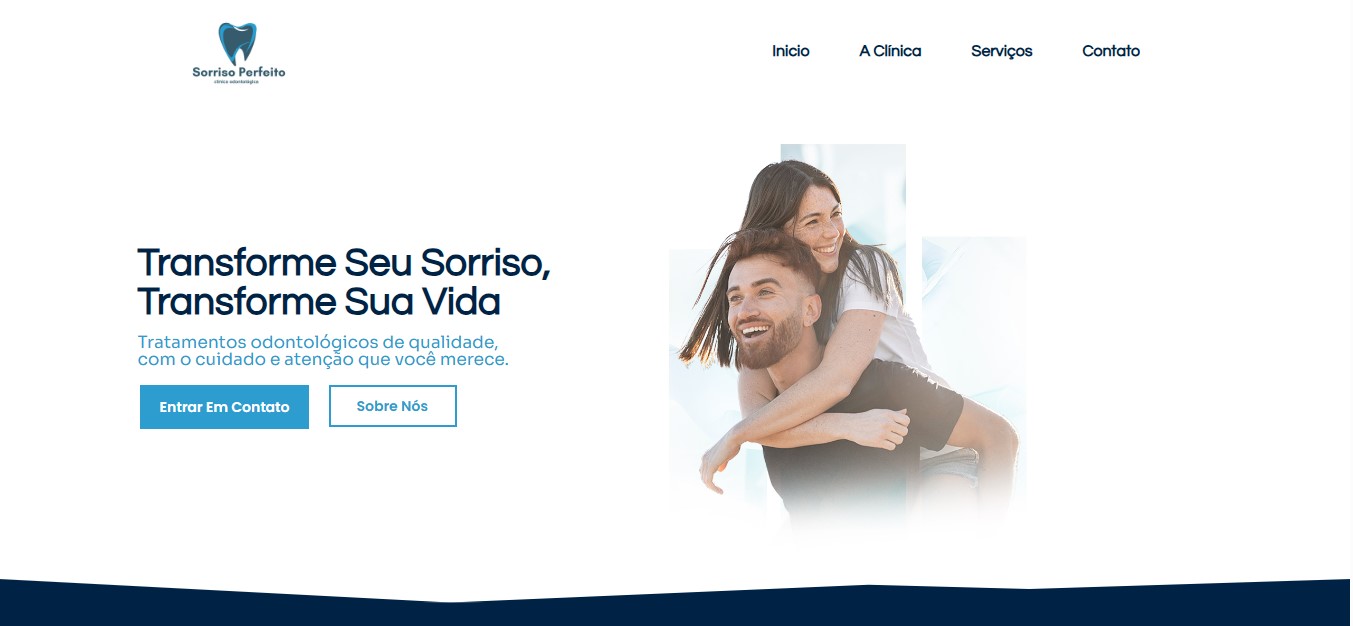 Sorriso Perfeito
clínica odontológica
Inicio
A Clínica
Serviços
Contato
Transforme Seu Sorriso,
Transforme Sua Vida
Tratamentos odontológicos de qualidade,
com o cuidado e atenção que você merece.
Entrar Em Contato
Sobre Nós